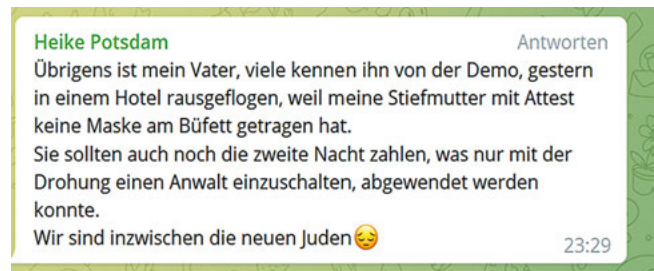 Heike Potsdam Antworten
Übrigens ist mein Vater, viele kennen ihn von der Demo, gestern
in einem Hotel rausgeflogen, weil meine Stiefmutter mit Attest
keine Maske am Büfett getragen hat.
Sie sollten auch noch die zweite Nacht zahlen, was nur mit der
Drohung einen Anwalt einzuschalten, abgewendet werden
konnte.
Wir sind inzwischen die neuen Juden😔
23:29